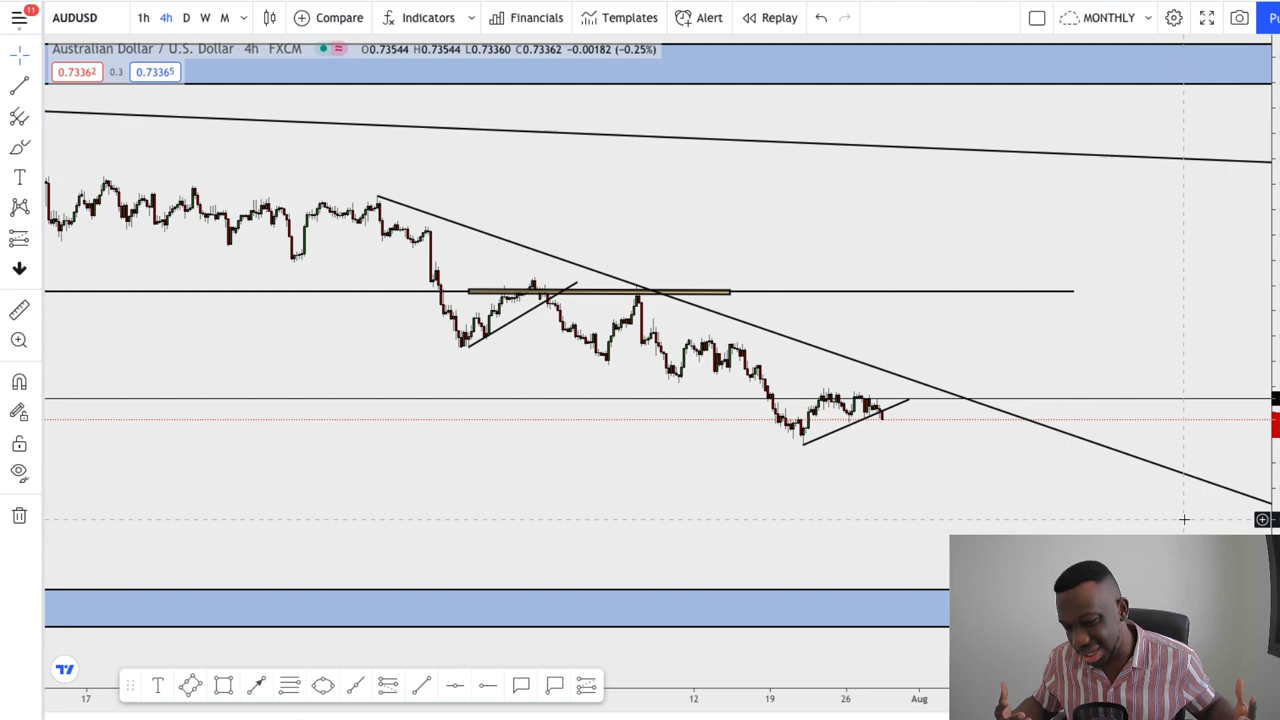 11
AUDUSD
1h 4h D W M
Compare
Indicators
Financials
Templates
Alert
Replay
MONTHLY
Australian Dollar / U.S. Dollar · 4h · FXCM
O0.73544 H0.73544 L0.73360 C0.73362 −0.00182 (−0.25%)
0.73362 0.3 0.73365
17 12 19 26 Aug